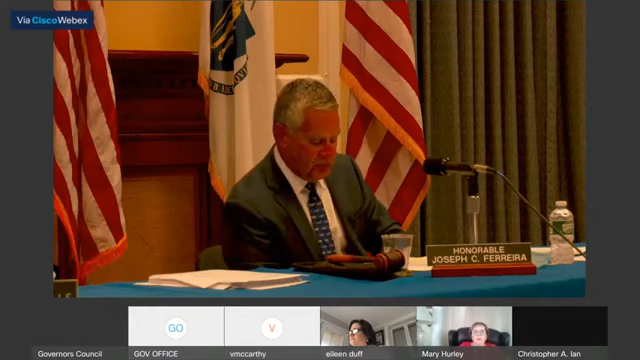 Via CiscoWebex
HONORABLE
JOSEPH C. FERREIRA
GO
V
Governors Council
GOV OFFICE
vmccarthy
eileen duff
Mary Hurley
Christopher A. Ian